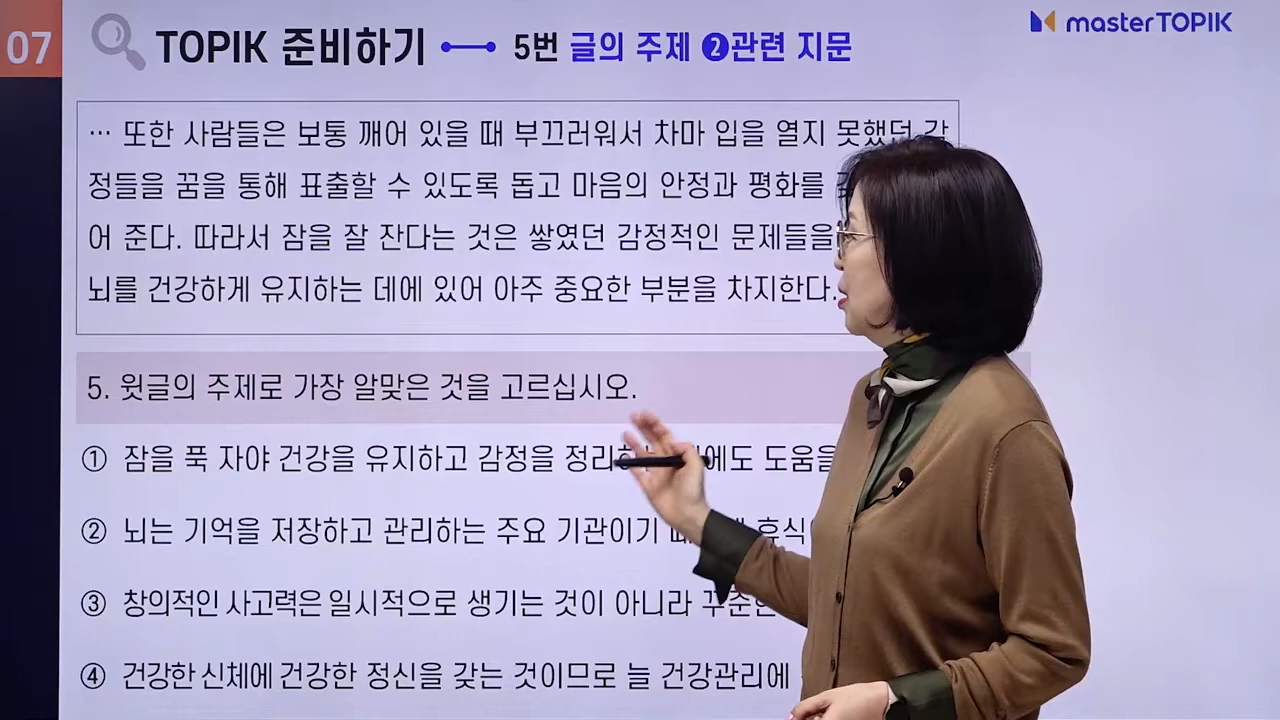 07
TOPIK 준비하기
5번 글의 주제 ❷관련 지문
masterTOPIK
… 또한 사람들은 보통 깨어 있을 때 부끄러워서 차마 입을 열지 못했던 감
정들을 꿈을 통해 표출할 수 있도록 돕고 마음의 안정과 평화를
어 준다. 따라서 잠을 잘 잔다는 것은 쌓였던 감정적인 문제들을
뇌를 건강하게 유지하는 데에 있어 아주 중요한 부분을 차지한다.
5. 윗글의 주제로 가장 알맞은 것을 고르십시오.
① 잠을 푹 자야 건강을 유지하고 감정을 도움을
② 뇌는 기억을 저장하고 관리하는 주요 기관이기
③ 창의적인 사고력은 일시적으로 생기는 것이 아니라
④ 건강한 신체에 건강한 정신을 갖는 것이므로 늘 건강관리에